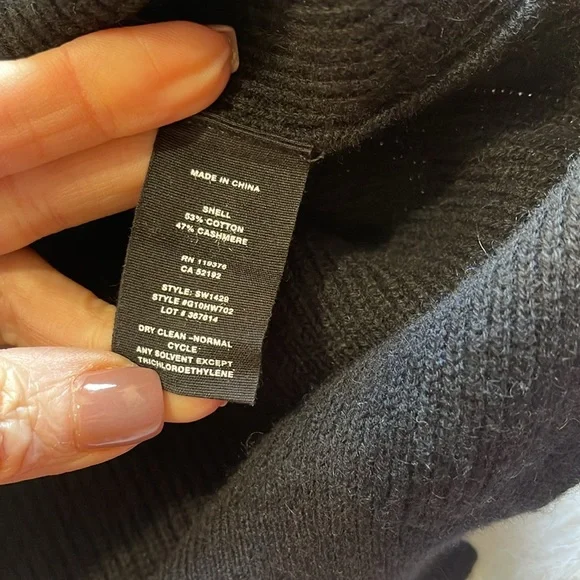 MADE IN CHINA
SHELL
53% COTTON
47% CASHMERE
RN 119376
CA 52192
STYLE: SW1429
STYLE #G10HW702
LOT # 367614
DRY CLEAN -NORMAL
CYCLE
ANY SOLVENT EXCEPT
TRICHLOROETHYLENE